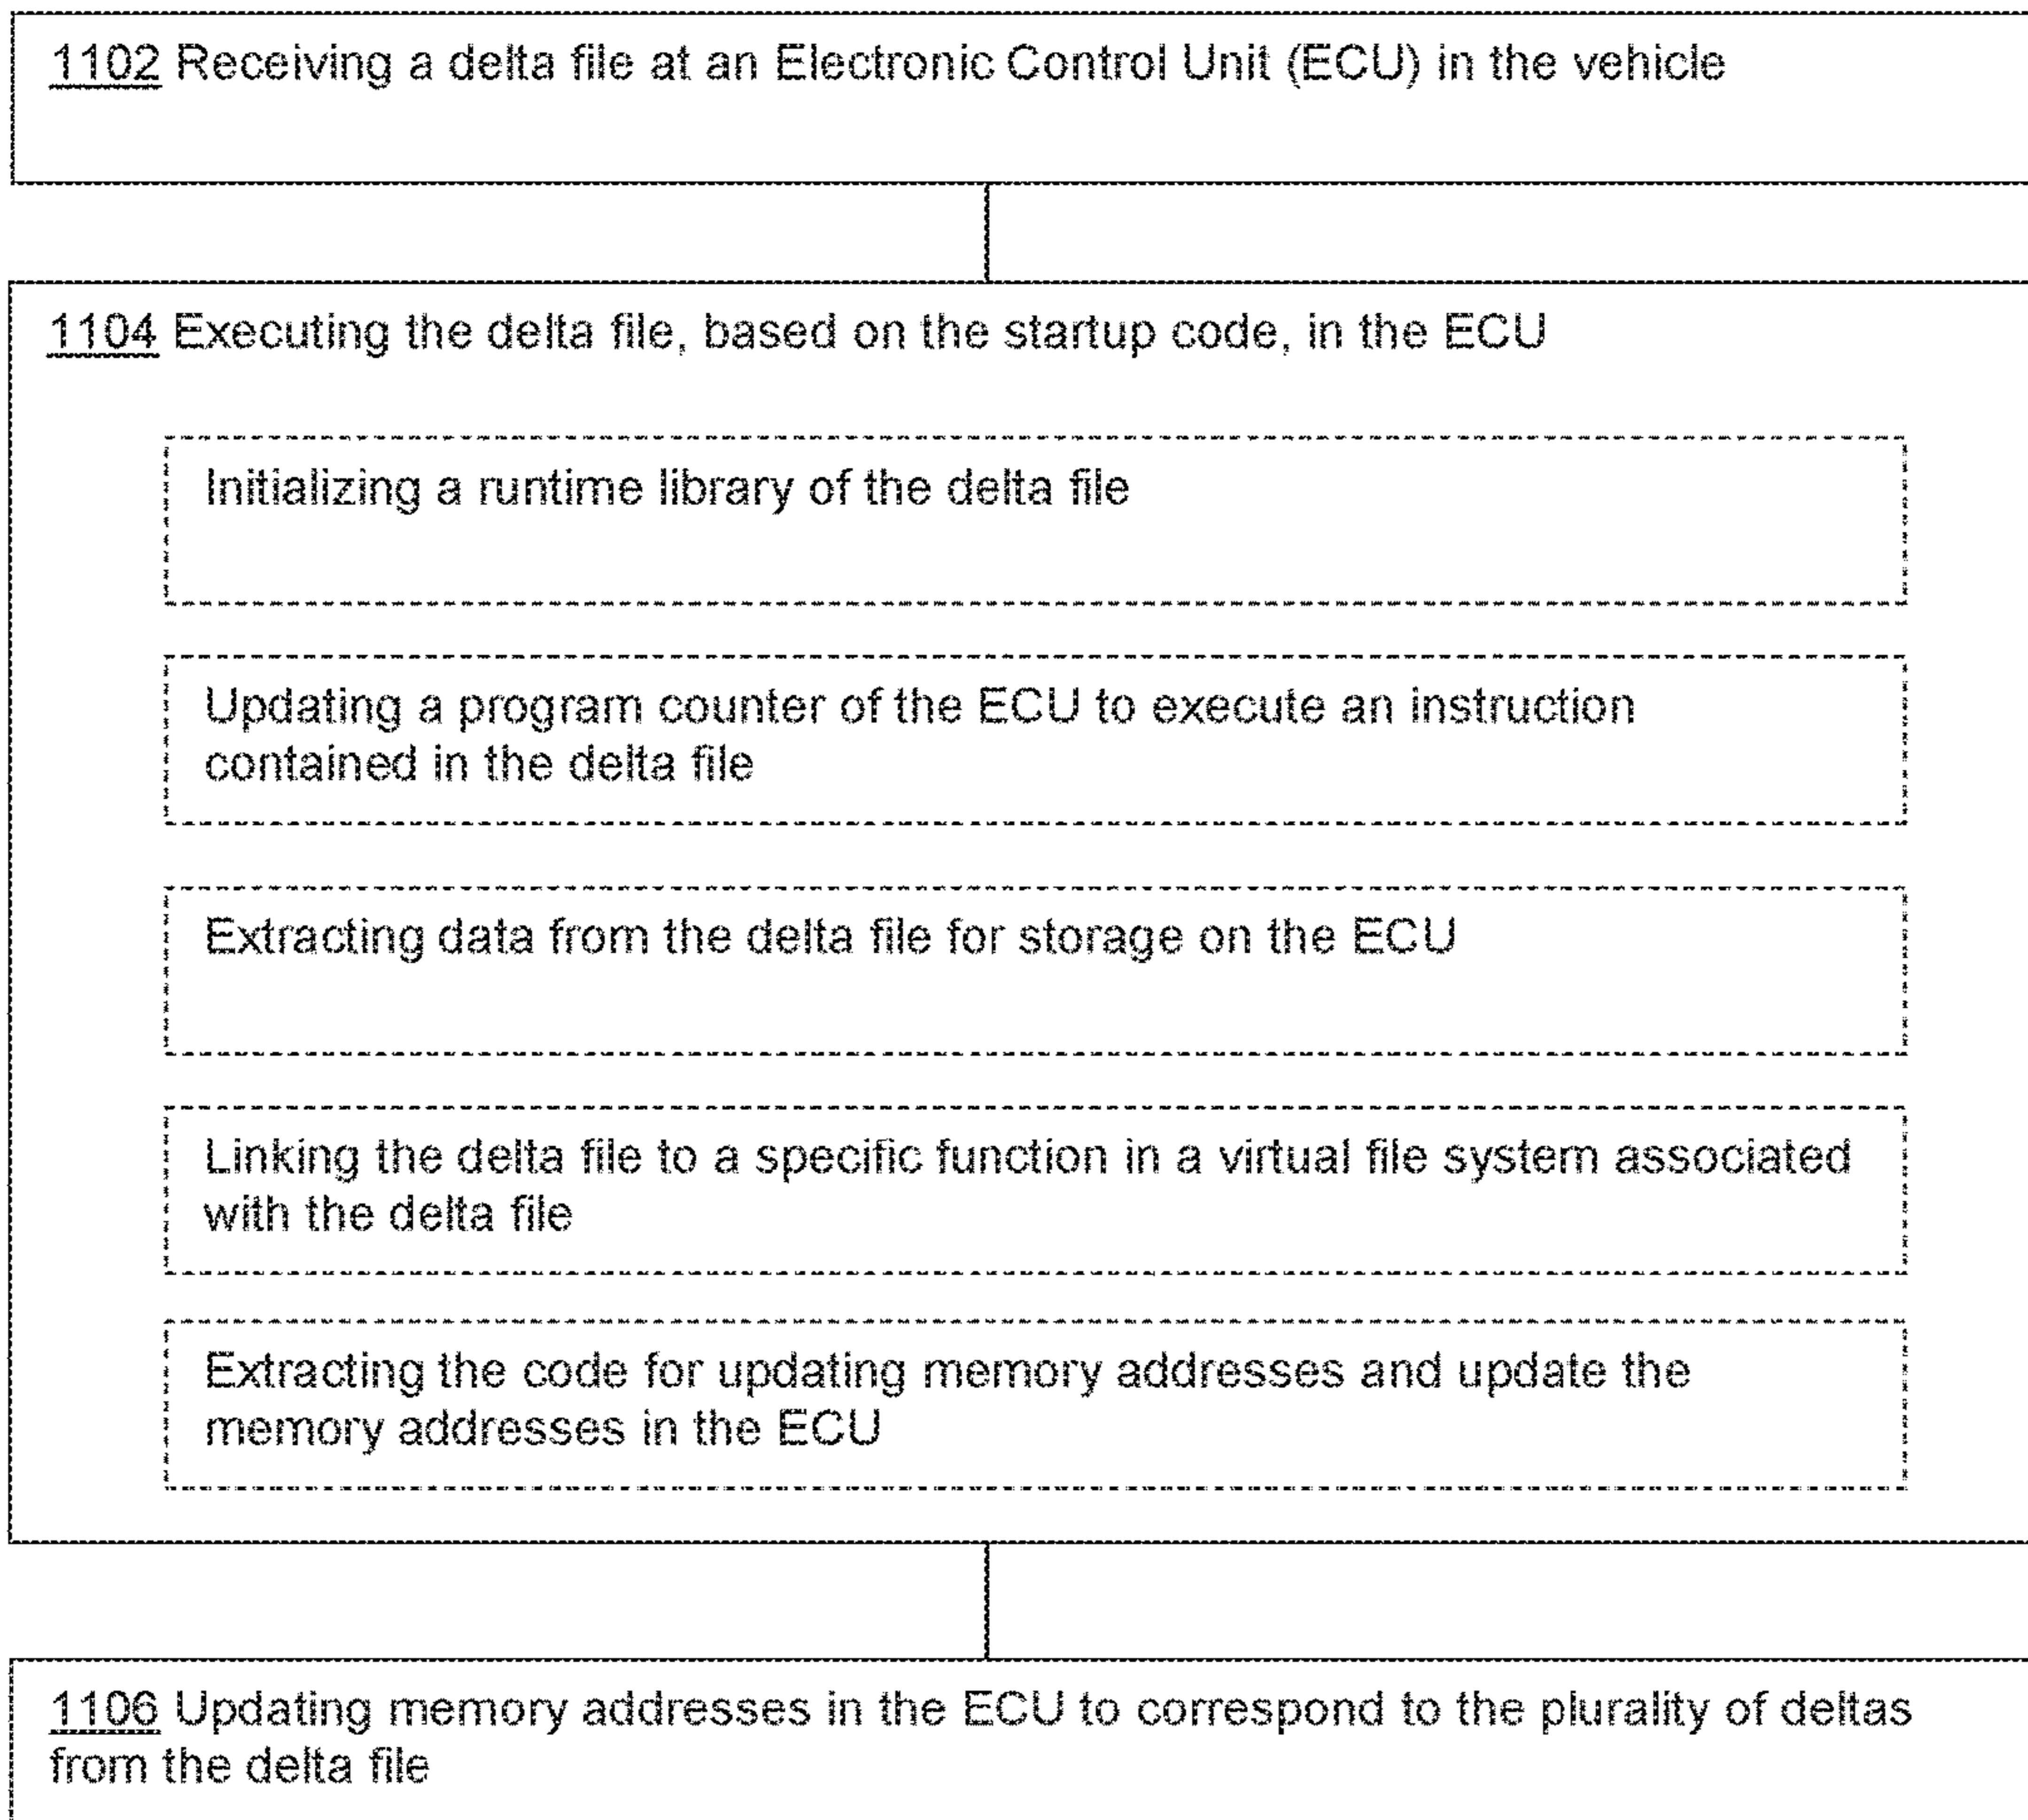 1102 Receiving a delta file at an Electronic Control Unit (ECU) in the vehicle
1104 Executing the delta file, based on the startup code, in the ECU
Initializing a runtime library of the delta file
Updating a program counter of the ECU to execute an instruction
contained in the delta file
Extracting data from the delta file for storage on the ECU
Linking the delta file to a specific function in a virtual file system associated
with the delta file
Extracting the code for updating memory addresses and update the
memory addresses in the ECU
1106 Updating memory addresses in the ECU to correspond to the plurality of deltas
from the delta file